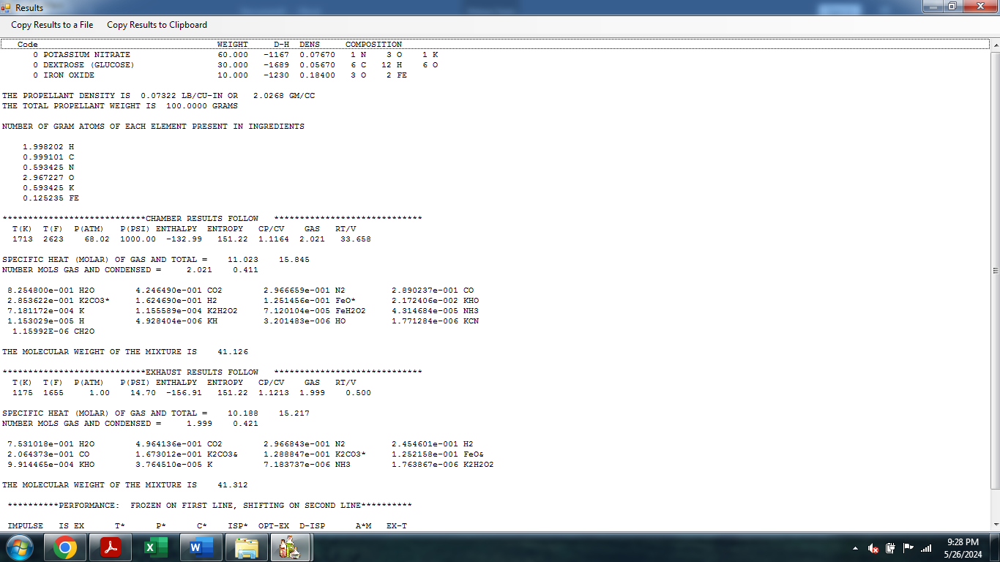 Results
Copy Results to a File Copy Results to Clipboard
Code WEIGHT D-H DENS COMPOSITION
0 POTASSIUM NITRATE 60.000 -1167 0.07670 1 N 3 O 1 K
0 DEXTROSE (GLUCOSE) 30.000 -1689 0.05670 6 C 12 H 6 O
0 IRON OXIDE 10.000 -1230 0.18400 3 O 2 FE
THE PROPELLANT DENSITY IS 0.07322 LB/CU-IN OR 2.0268 GM/CC
THE TOTAL PROPELLANT WEIGHT IS 100.0000 GRAMS
NUMBER OF GRAM ATOMS OF EACH ELEMENT PRESENT IN INGREDIENTS
1.998202 H
0.999101 C
0.593425 N
2.967227 O
0.593425 K
0.125235 FE
****************************CHAMBER RESULTS FOLLOW *****************************
T(K) T(F) P(ATM) P(PSI) ENTHALPY ENTROPY CP/CV GAS RT/V
1713 2623 68.02 1000.00 -132.99 151.22 1.1164 2.021 33.658
SPECIFIC HEAT (MOLAR) OF GAS AND TOTAL = 11.023 15.845
NUMBER MOLS GAS AND CONDENSED = 2.021 0.411
8.254800e-001 H2O 4.246490e-001 CO2 2.966659e-001 N2 2.890237e-001 CO
2.853622e-001 K2CO3* 1.624690e-001 H2 1.251456e-001 FeO* 2.172406e-002 KHO
7.181172e-004 K 1.155589e-004 K2H2O2 7.120104e-005 FeH2O2 4.314684e-005 NH3
1.153029e-005 H 4.928404e-006 KH 3.201483e-006 HO 1.771284e-006 KCN
1.15992E-06 CH2O
THE MOLECULAR WEIGHT OF THE MIXTURE IS 41.126
****************************EXHAUST RESULTS FOLLOW *****************************
T(K) T(F) P(ATM) P(PSI) ENTHALPY ENTROPY CP/CV GAS RT/V
1175 1655 1.00 14.70 -156.91 151.22 1.1213 1.999 0.500
SPECIFIC HEAT (MOLAR) OF GAS AND TOTAL = 10.188 15.217
NUMBER MOLS GAS AND CONDENSED = 1.999 0.421
7.531018e-001 H2O 4.964136e-001 CO2 2.966843e-001 N2 2.454601e-001 H2
2.064373e-001 CO 1.673012e-001 K2CO3& 1.288847e-001 K2CO3* 1.252158e-001 FeO&
9.914465e-004 KHO 3.764510e-005 K 7.183737e-006 NH3 1.763867e-006 K2H2O2
THE MOLECULAR WEIGHT OF THE MIXTURE IS 41.312
**********PERFORMANCE: FROZEN ON FIRST LINE, SHIFTING ON SECOND LINE**********
IMPULSE IS EX T* P* C* ISP* OPT-EX D-ISP A*M EX-T
9:28 PM
5/26/2024